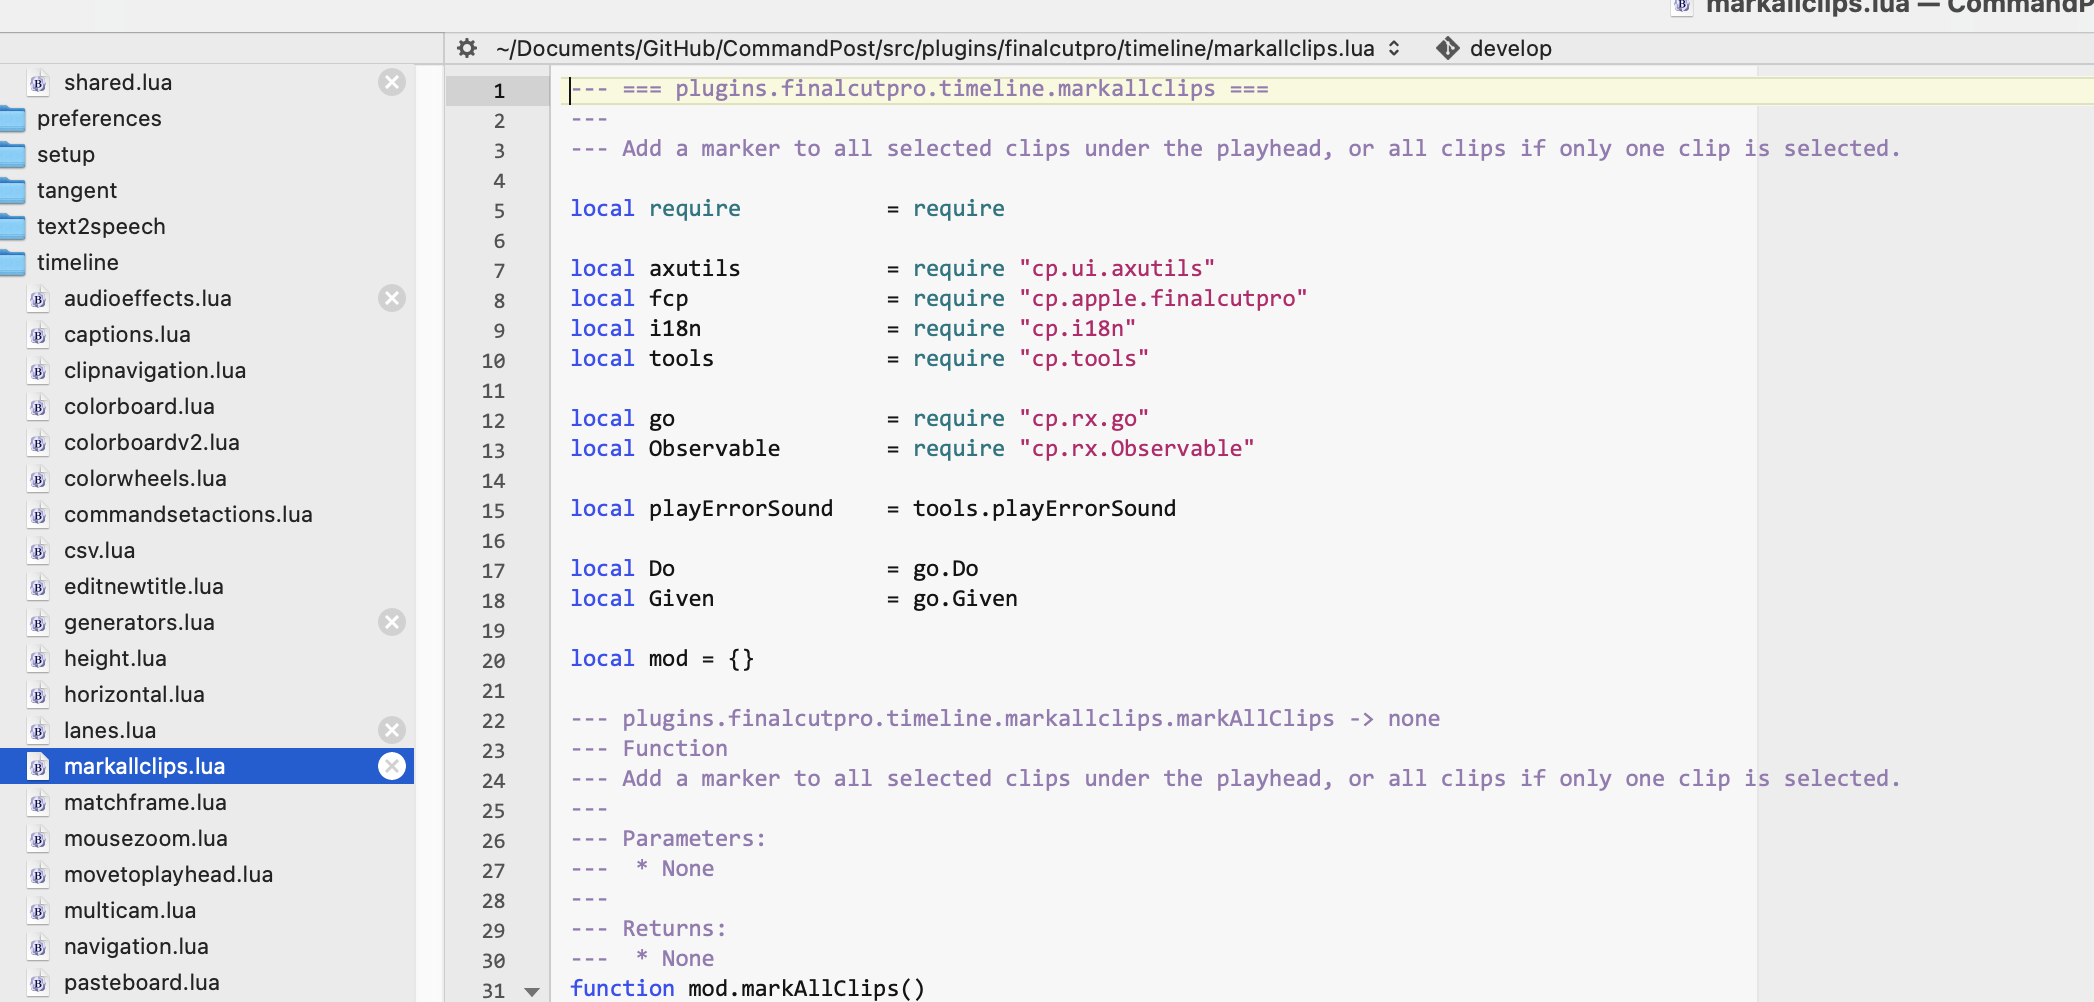 markallclips.lua — CommandP
~/Documents/GitHub/CommandPost/src/plugins/finalcutpro/timeline/markallclips.lua
develop
shared.lua
preferences
setup
tangent
text2speech
timeline
audioeffects.lua
captions.lua
clipnavigation.lua
colorboard.lua
colorboardv2.lua
colorwheels.lua
commandsetactions.lua
csv.lua
editnewtitle.lua
generators.lua
height.lua
horizontal.lua
lanes.lua
markallclips.lua
matchframe.lua
mousezoom.lua
movetoplayhead.lua
multicam.lua
navigation.lua
pasteboard.lua
1 --- === plugins.finalcutpro.timeline.markallclips ===
2 ---
3 --- Add a marker to all selected clips under the playhead, or all clips if only one clip is selected.
4
5 local require            = require
6
7 local axutils            = require "cp.ui.axutils"
8 local fcp                = require "cp.apple.finalcutpro"
9 local i18n               = require "cp.i18n"
10 local tools              = require "cp.tools"
11
12 local go                 = require "cp.rx.go"
13 local Observable         = require "cp.rx.Observable"
14
15 local playErrorSound     = tools.playErrorSound
16
17 local Do                 = go.Do
18 local Given              = go.Given
19
20 local mod = {}
21
22 --- plugins.finalcutpro.timeline.markallclips.markAllClips -> none
23 --- Function
24 --- Add a marker to all selected clips under the playhead, or all clips if only one clip is selected.
25 ---
26 --- Parameters:
27 ---  * None
28 ---
29 --- Returns:
30 ---  * None
31 function mod.markAllClips()